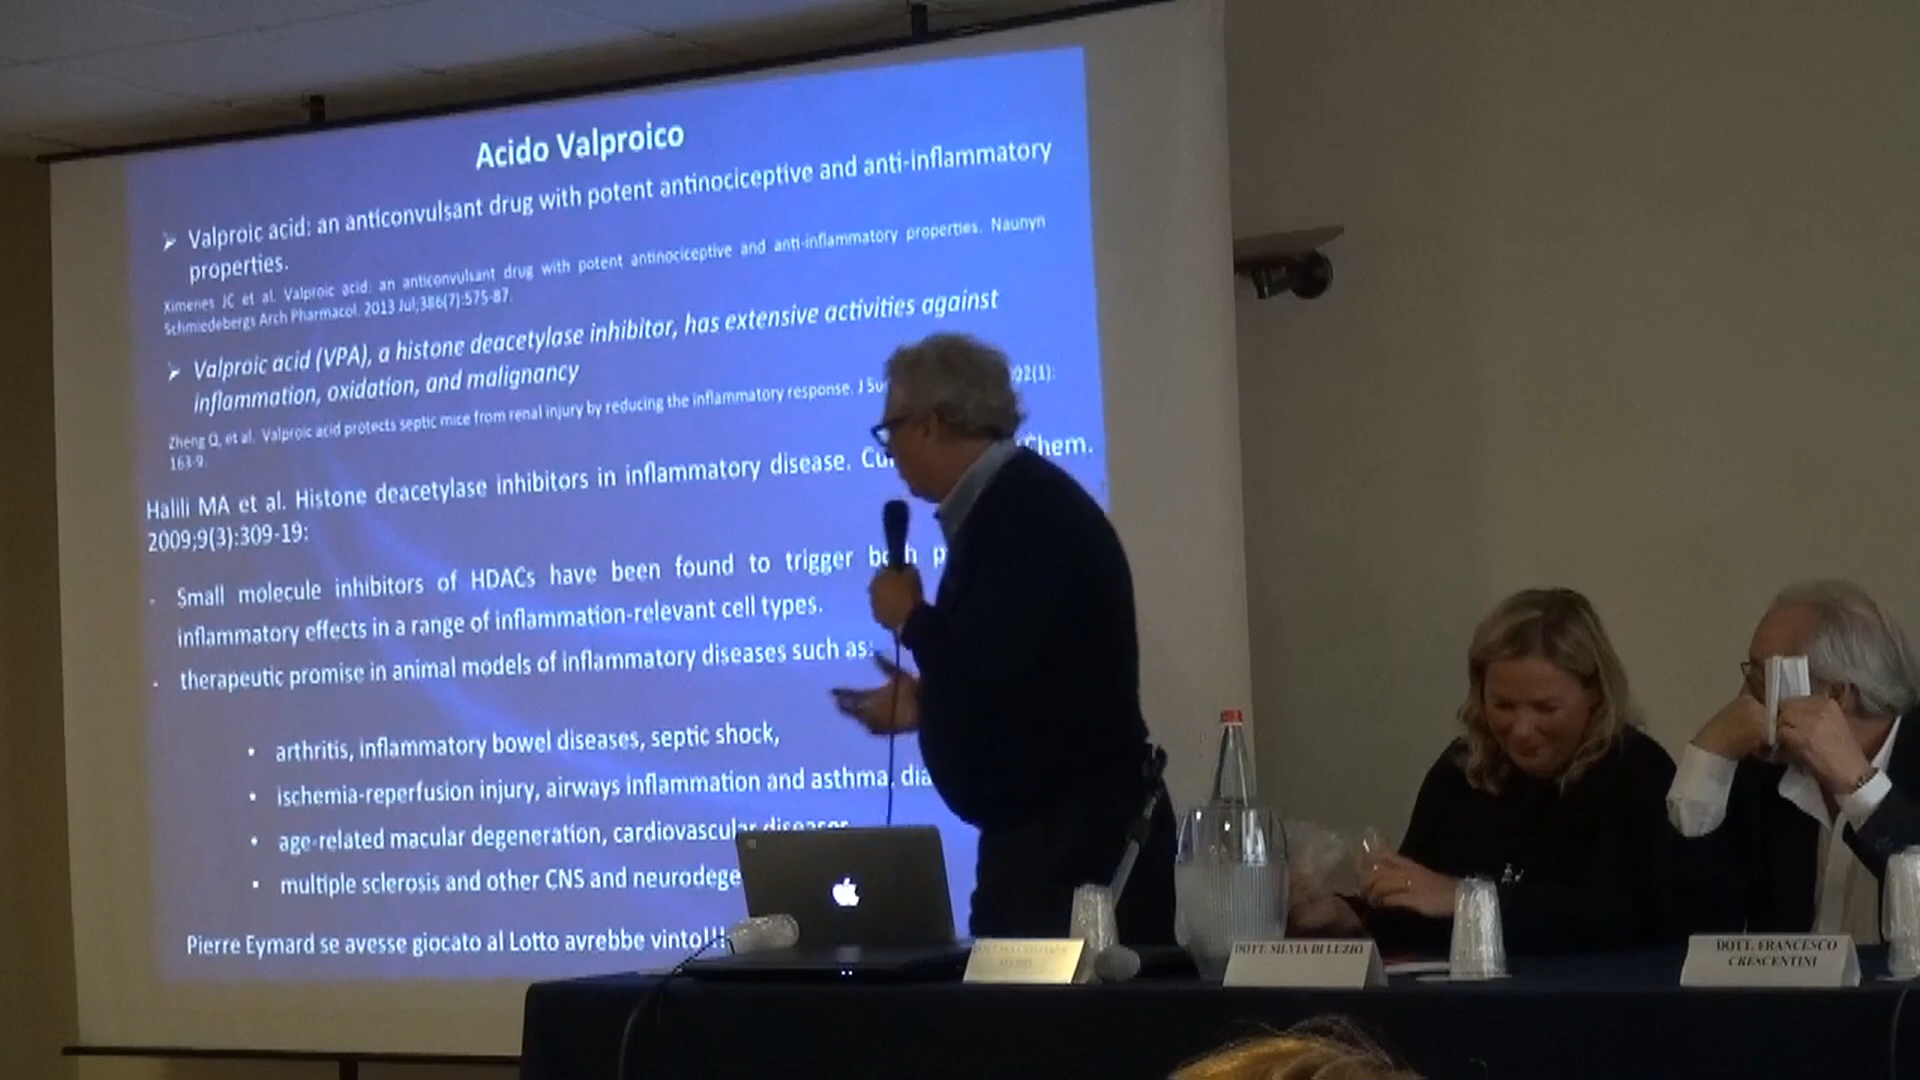 Acido Valproico
➢ Valproic acid: an anticonvulsant drug with potent antinociceptive and anti-inflammatory
properties.
Ximenes JC et al. Valproic acid: an anticonvulsant drug with potent antinociceptive and anti-inflammatory properties. Naunyn
Schmiedebergs Arch Pharmacol. 2013 Jul;386(7):575-87.
➢ Valproic acid (VPA), a histone deacetylase inhibitor, has extensive activities against
inflammation, oxidation, and malignancy
Zheng Q, et al. Valproic acid protects septic mice from renal injury by reducing the inflammatory response. J 92(1):
163-9.
Halili MA et al. Histone deacetylase inhibitors in inflammatory disease. Chem.
2009;9(3):309-19:
- Small molecule inhibitors of HDACs have been found to trigger both
inflammatory effects in a range of inflammation-relevant cell types.
- therapeutic promise in animal models of inflammatory diseases such as:
• arthritis, inflammatory bowel diseases, septic shock,
• ischemia-reperfusion injury, airways inflammation and asthma,
• age-related macular degeneration, cardiovascular diseases
• multiple sclerosis and other CNS and
Pierre Eymard se avesse giocato al Lotto avrebbe vinto!!!
DOTT. SILVIA DI LUZIO
DOTT. FRANCESCO
CRESCENTINI